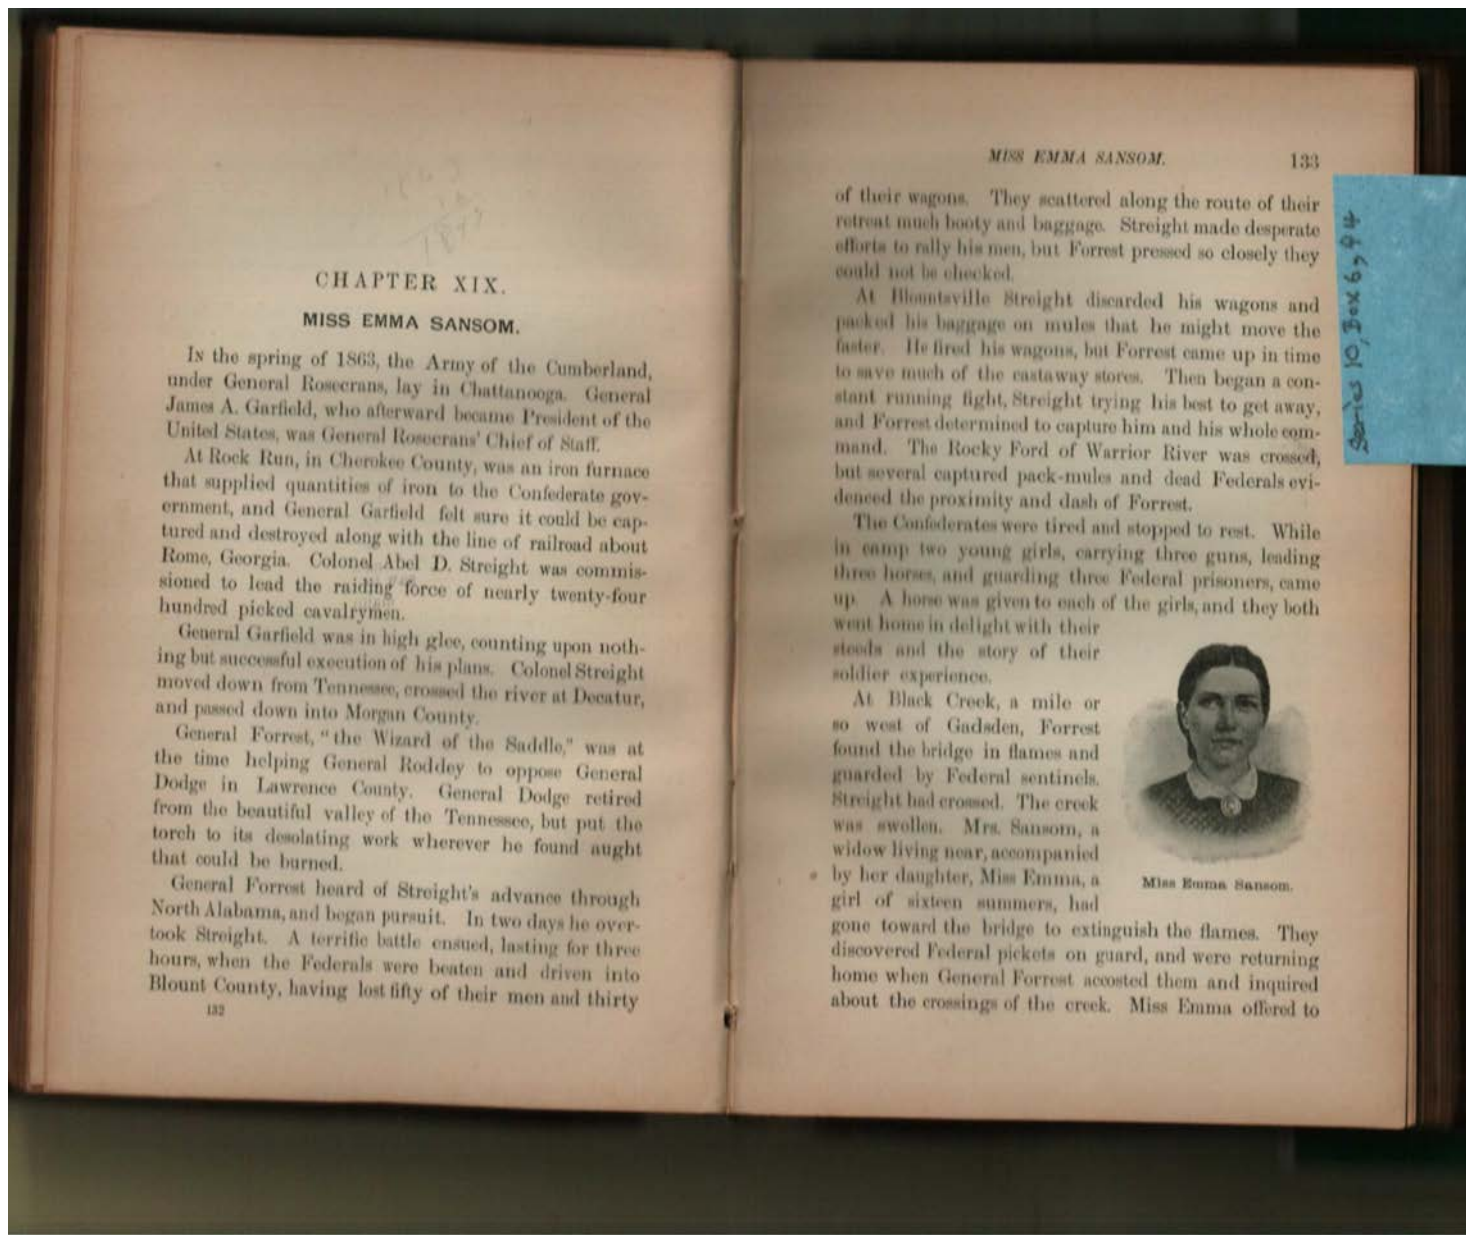 CHAPTER XIX.
MISS EMMA SANSOM.
In the spring of 1863, the Army of the Cumberland,
under General Rosecrans, lay in Chattanooga. General
James A. Garfield, who afterward became President of the
United States, was General Rosecrans' Chief of Staff.
At Rock Run, in Cherokee County, was an iron furnace
that supplied quantities of iron to the Confederate gov-
ernment, and General Garfield felt sure it could be cap-
tured and destroyed along with the line of railroad about
Rome, Georgia. Colonel Abel D. Streight was commis-
sioned to lead the raiding force of nearly twenty-four
hundred picked cavalrymen.
General Garfield was in high glee, counting upon noth-
ing but successful execution of his plans. Colonel Streight
moved down from Tennessee, crossed the river at Decatur,
and passed down into Morgan County.
General Forrest, "the Wizard of the Saddle," was at
the time helping General Roddey to oppose General
Dodge in Lawrence County. General Dodge retired
from the beautiful valley of the Tennessee, but put the
torch to its desolating work wherever he found aught
that could be burned.
General Forrest heard of Streight's advance through
North Alabama, and began pursuit. In two days he over-
took Streight. A terrific battle ensued, lasting for three
hours, when the Federals were beaten and driven into
Blount County, having lost fifty of their men and thirty
132
MISS EMMA SANSOM. 133
of their wagons. They scattered along the route of their
retreat much booty and baggage. Streight made desperate
efforts to rally his men, but Forrest pressed so closely they
could not be checked.
At Blountsville Streight discarded his wagons and
packed his baggage on mules that he might move the
faster. He fired his wagons, but Forrest came up in time
to save much of the castaway stores. Then began a con-
stant running fight, Streight trying his best to get away,
and Forrest determined to capture him and his whole com-
mand. The Rocky Ford of Warrior River was crossed,
but several captured pack-mules and dead Federals evi-
denced the proximity and dash of Forrest.
The Confederates were tired and stopped to rest. While
in camp two young girls, carrying three guns, leading
three horses, and guarding three Federal prisoners, came
up. A horse was given to each of the girls, and they both
went home in delight with their
steeds and the story of their
soldier experience.
At Black Creek, a mile or
so west of Gadsden, Forrest
found the bridge in flames and
guarded by Federal sentinels.
Streight had crossed. The creek
was swollen. Mrs. Sansom, a
widow living near, accompanied
by her daughter, Miss Emma, a
girl of sixteen summers, had
gone toward the bridge to extinguish the flames. They
discovered Federal pickets on guard, and were returning
home when General Forrest accosted them and inquired
about the crossings of the creek. Miss Emma offered to
Miss Emma Sansom.
Series 10, Box 6, 94